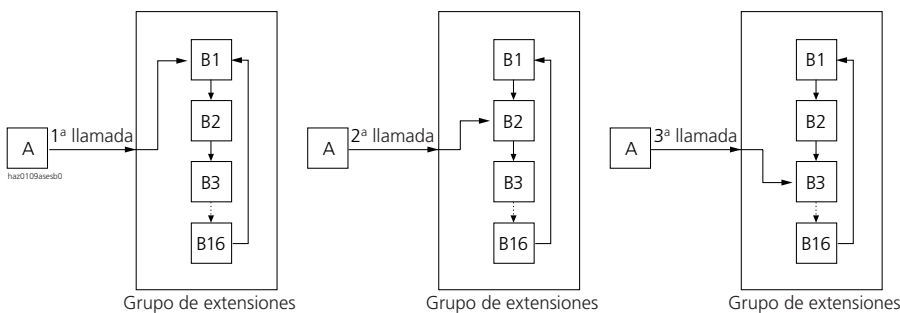 B1
B2
B3
B16
A
1ª llamada
haz0109asesb0
Grupo de extensiones
B1
B2
B3
B16
A
2ª llamada
Grupo de extensiones
B1
B2
B3
B16
A
3ª llamada
Grupo de extensiones